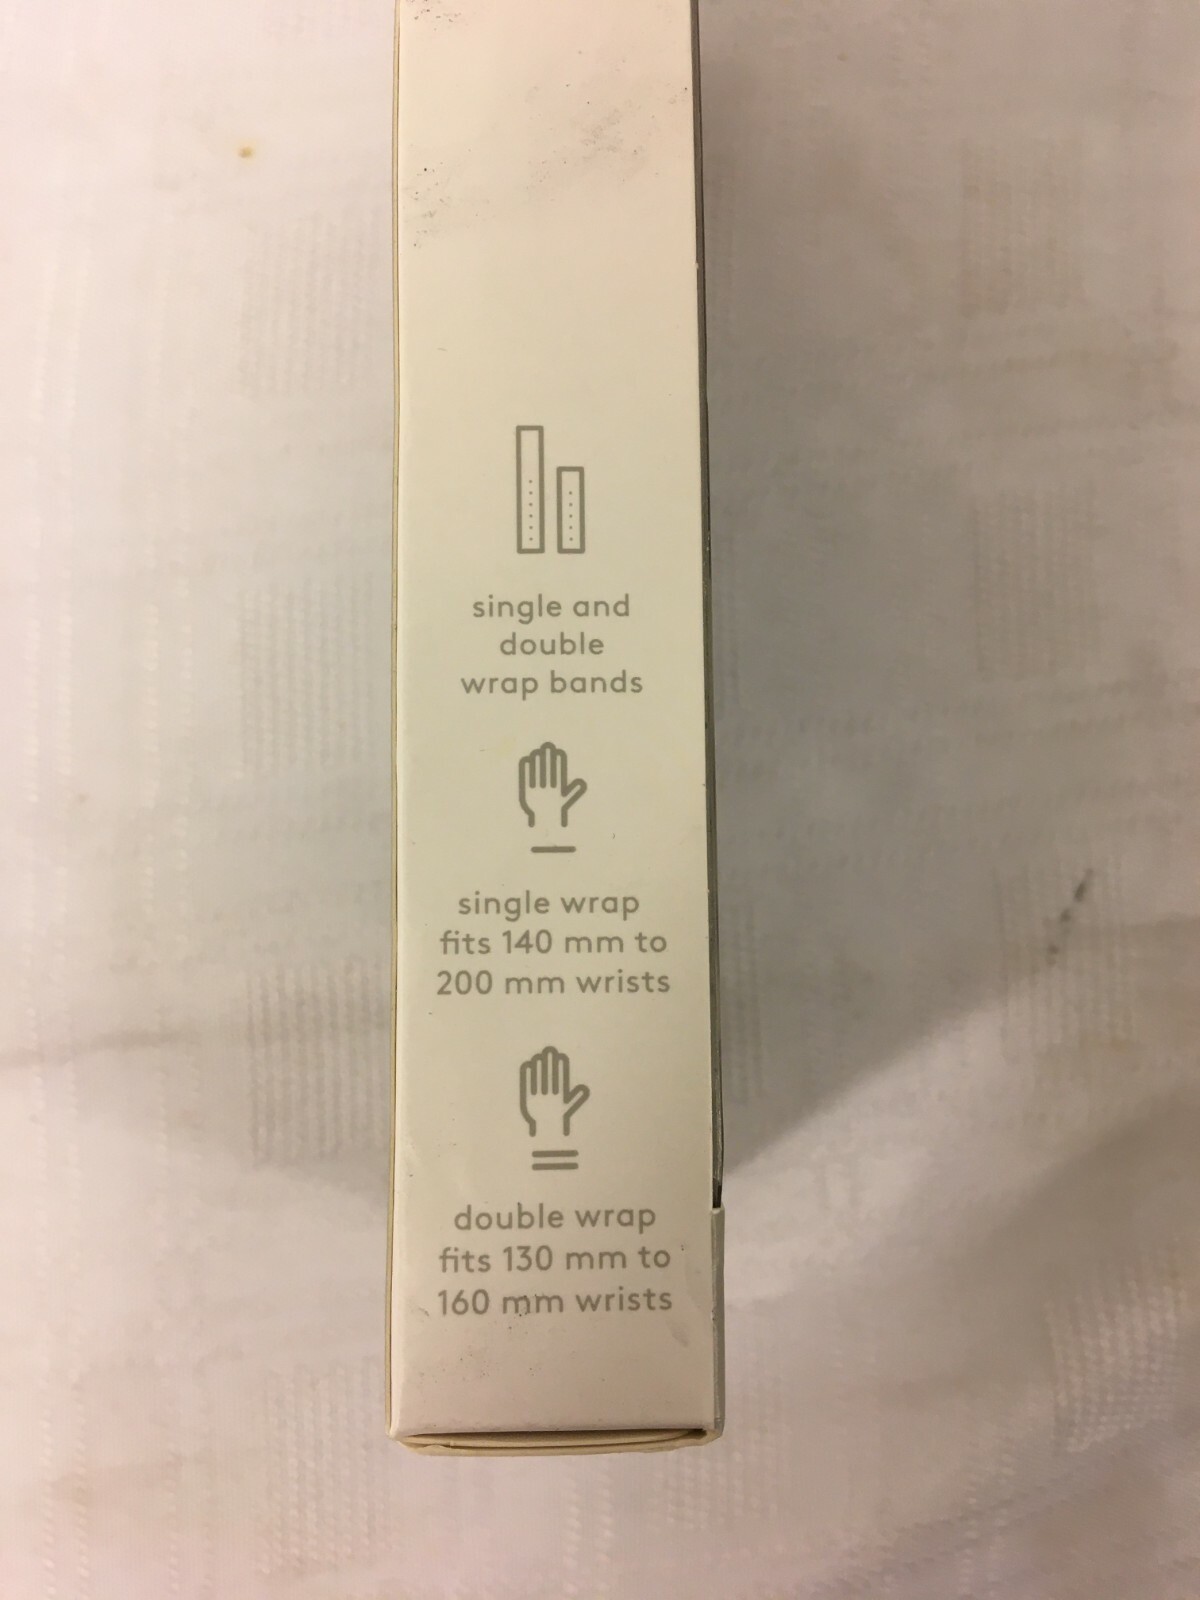 single and
double
wrap bands
single wrap
fits 140 mm to
200 mm wrists
double wrap
fits 130 mm to
160 mm wrists